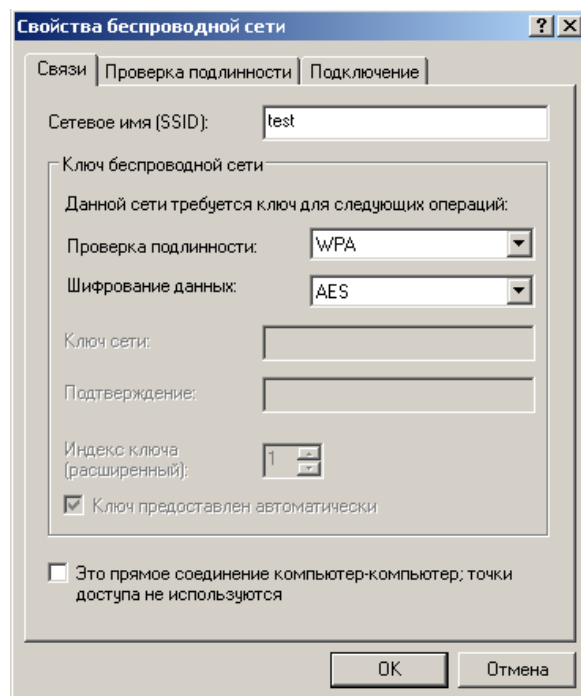 Свойства беспроводной сети
Связи
Проверка подлинности
Подключение
Сетевое имя (SSID):
test
Ключ беспроводной сети
Данной сети требуется ключ для следующих операций:
Проверка подлинности:
WPA
Шифрование данных:
AES
Ключ сети:
Подтверждение:
Индекс ключа
(расширенный):
1
Ключ предоставлен автоматически
Это прямое соединение компьютер-компьютер; точки
доступа не используются
OK
Отмена